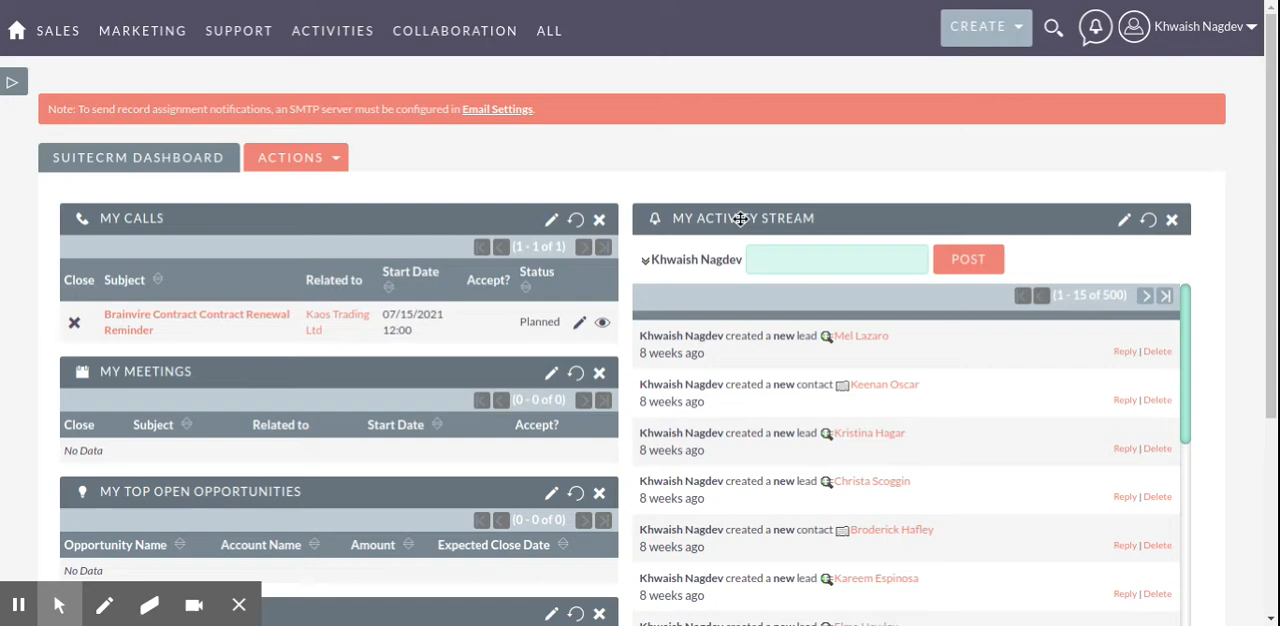 SALES MARKETING SUPPORT ACTIVITIES COLLABORATION ALL CREATE Khwaish Nagdev
Note: To send record assignment notifications, an SMTP server must be configured in Email Settings.
SUITECRM DASHBOARD ACTIONS
MY CALLS
(1 - 1 of 1)
Close Subject Related to Start Date Accept? Status
Brainvire Contract Contract Renewal
Reminder
Kaos Trading
Ltd
07/15/2021
12:00
Planned
MY MEETINGS
(0 - 0 of 0)
Close Subject Related to Start Date Accept?
No Data
MY TOP OPEN OPPORTUNITIES
(0 - 0 of 0)
Opportunity Name Account Name Amount Expected Close Date
No Data
MY ACTIVITY STREAM
Khwaish Nagdev POST
(1 - 15 of 500)
Khwaish Nagdev created a new lead Mel Lazaro
8 weeks ago
Reply | Delete
Khwaish Nagdev created a new contact Keenan Oscar
8 weeks ago
Reply | Delete
Khwaish Nagdev created a new lead Kristina Hagar
8 weeks ago
Reply | Delete
Khwaish Nagdev created a new lead Christa Scoggin
8 weeks ago
Reply | Delete
Khwaish Nagdev created a new contact Broderick Hafley
8 weeks ago
Reply | Delete
Khwaish Nagdev created a new lead Kareem Espinosa
8 weeks ago
Reply | Delete